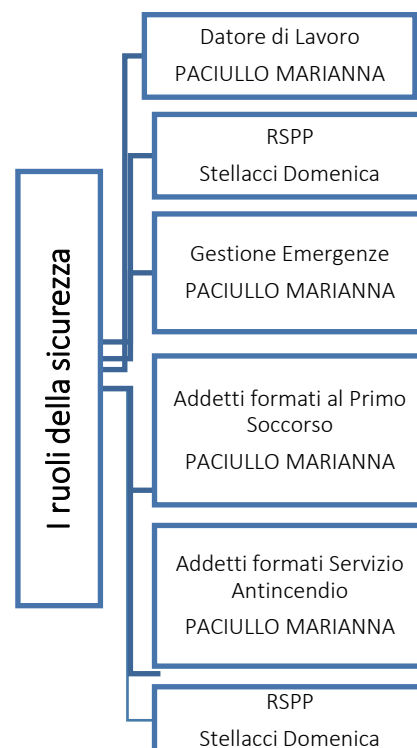 I ruoli della sicurezza
Datore di Lavoro
PACIULLO MARIANNA
RSPP
Stellacci Domenica
Gestione Emergenze
PACIULLO MARIANNA
Addetti formati al Primo
Soccorso
PACIULLO MARIANNA
Addetti formati Servizio
Antincendio
PACIULLO MARIANNA
RSPP
Stellacci Domenica